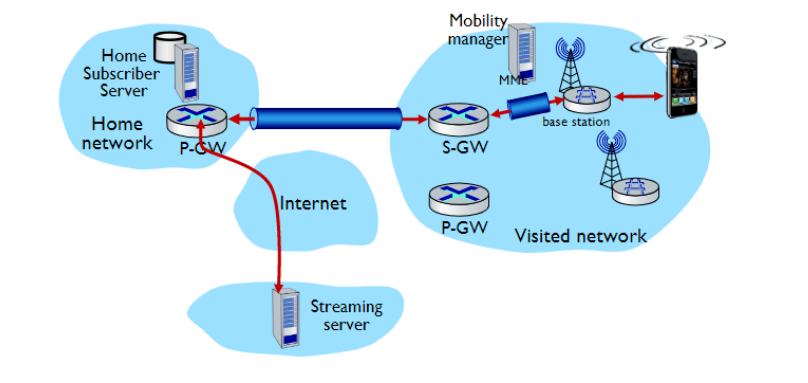 Home
Subscriber
Server
Home
network
P-GW
Mobility
manager
MME
base station
S-GW
P-GW
Visited network
Internet
Streaming
server